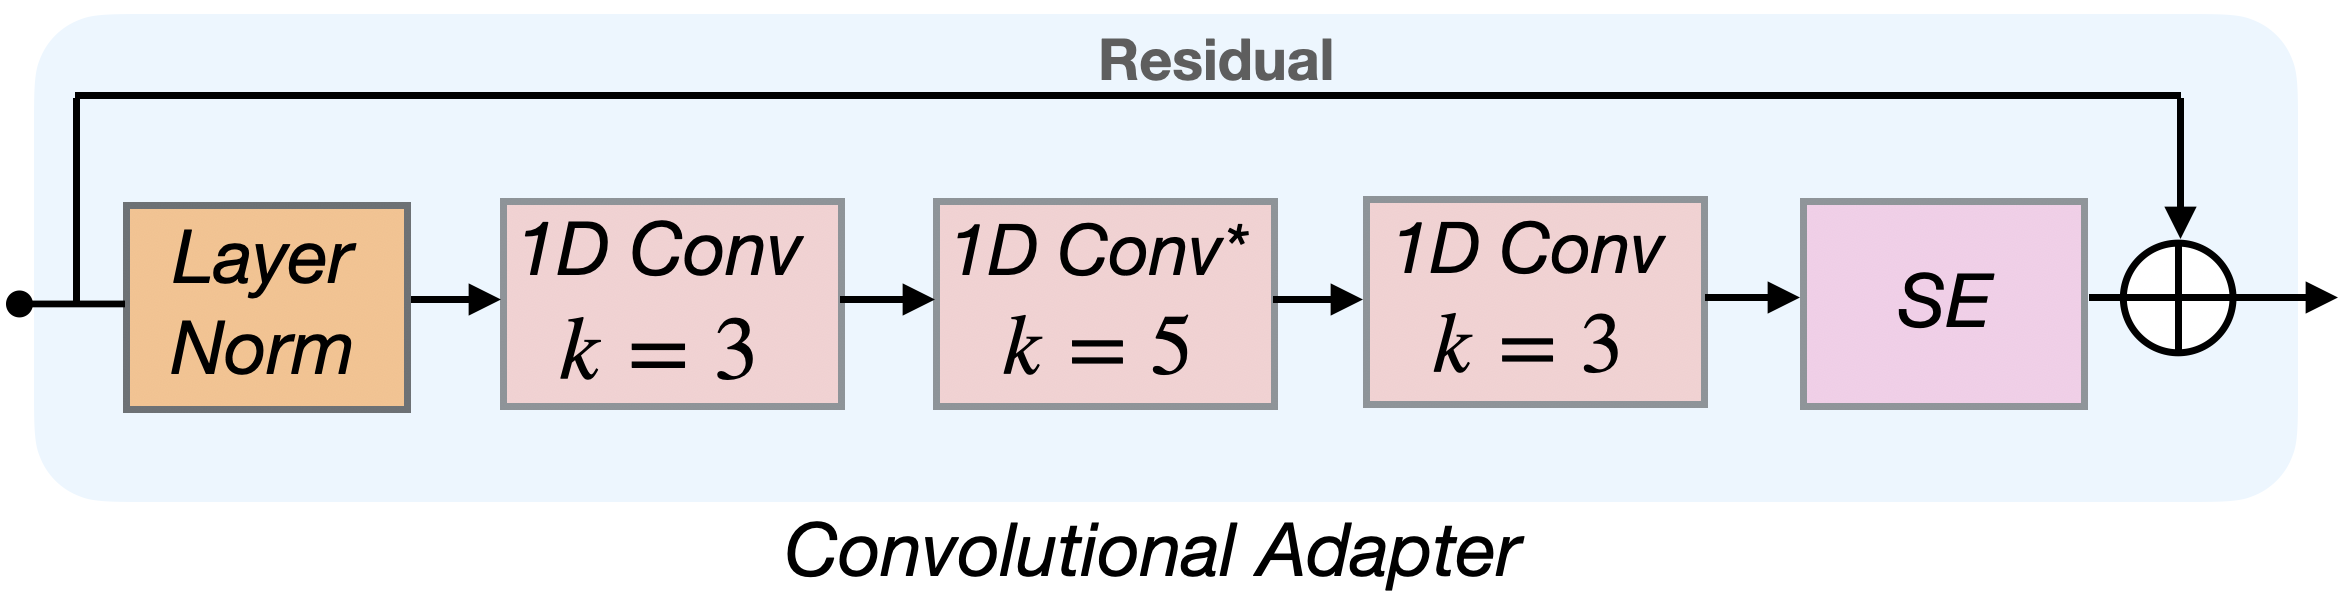 Residual
Layer
Norm
1D Conv
k = 3
1D Conv*
k = 5
1D Conv
k = 3
SE
Convolutional Adapter